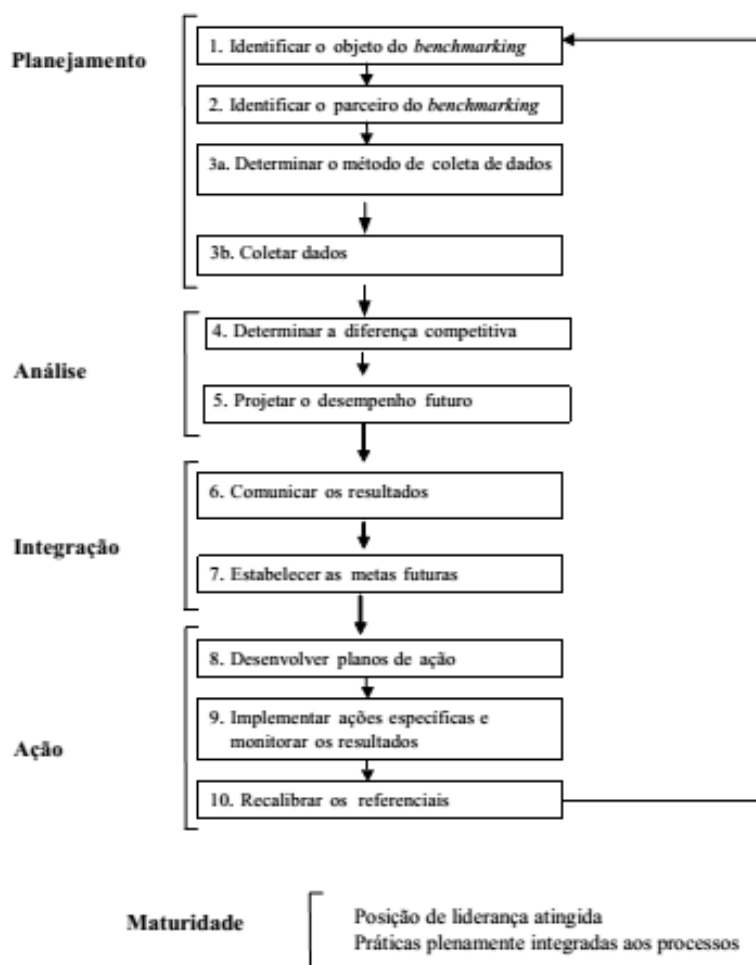 Planejamento
1. Identificar o objeto do benchmarking
2. Identificar o parceiro do benchmarking
3a. Determinar o método de coleta de dados
3b. Coletar dados
Análise
4. Determinar a diferença competitiva
5. Projetar o desempenho futuro
Integração
6. Comunicar os resultados
7. Estabelecer as metas futuras
Ação
8. Desenvolver planos de ação
9. Implementar ações específicas e
monitorar os resultados
10. Recalibrar os referenciais
Maturidade
Posição de liderança atingida
Práticas plenamente integradas aos processos